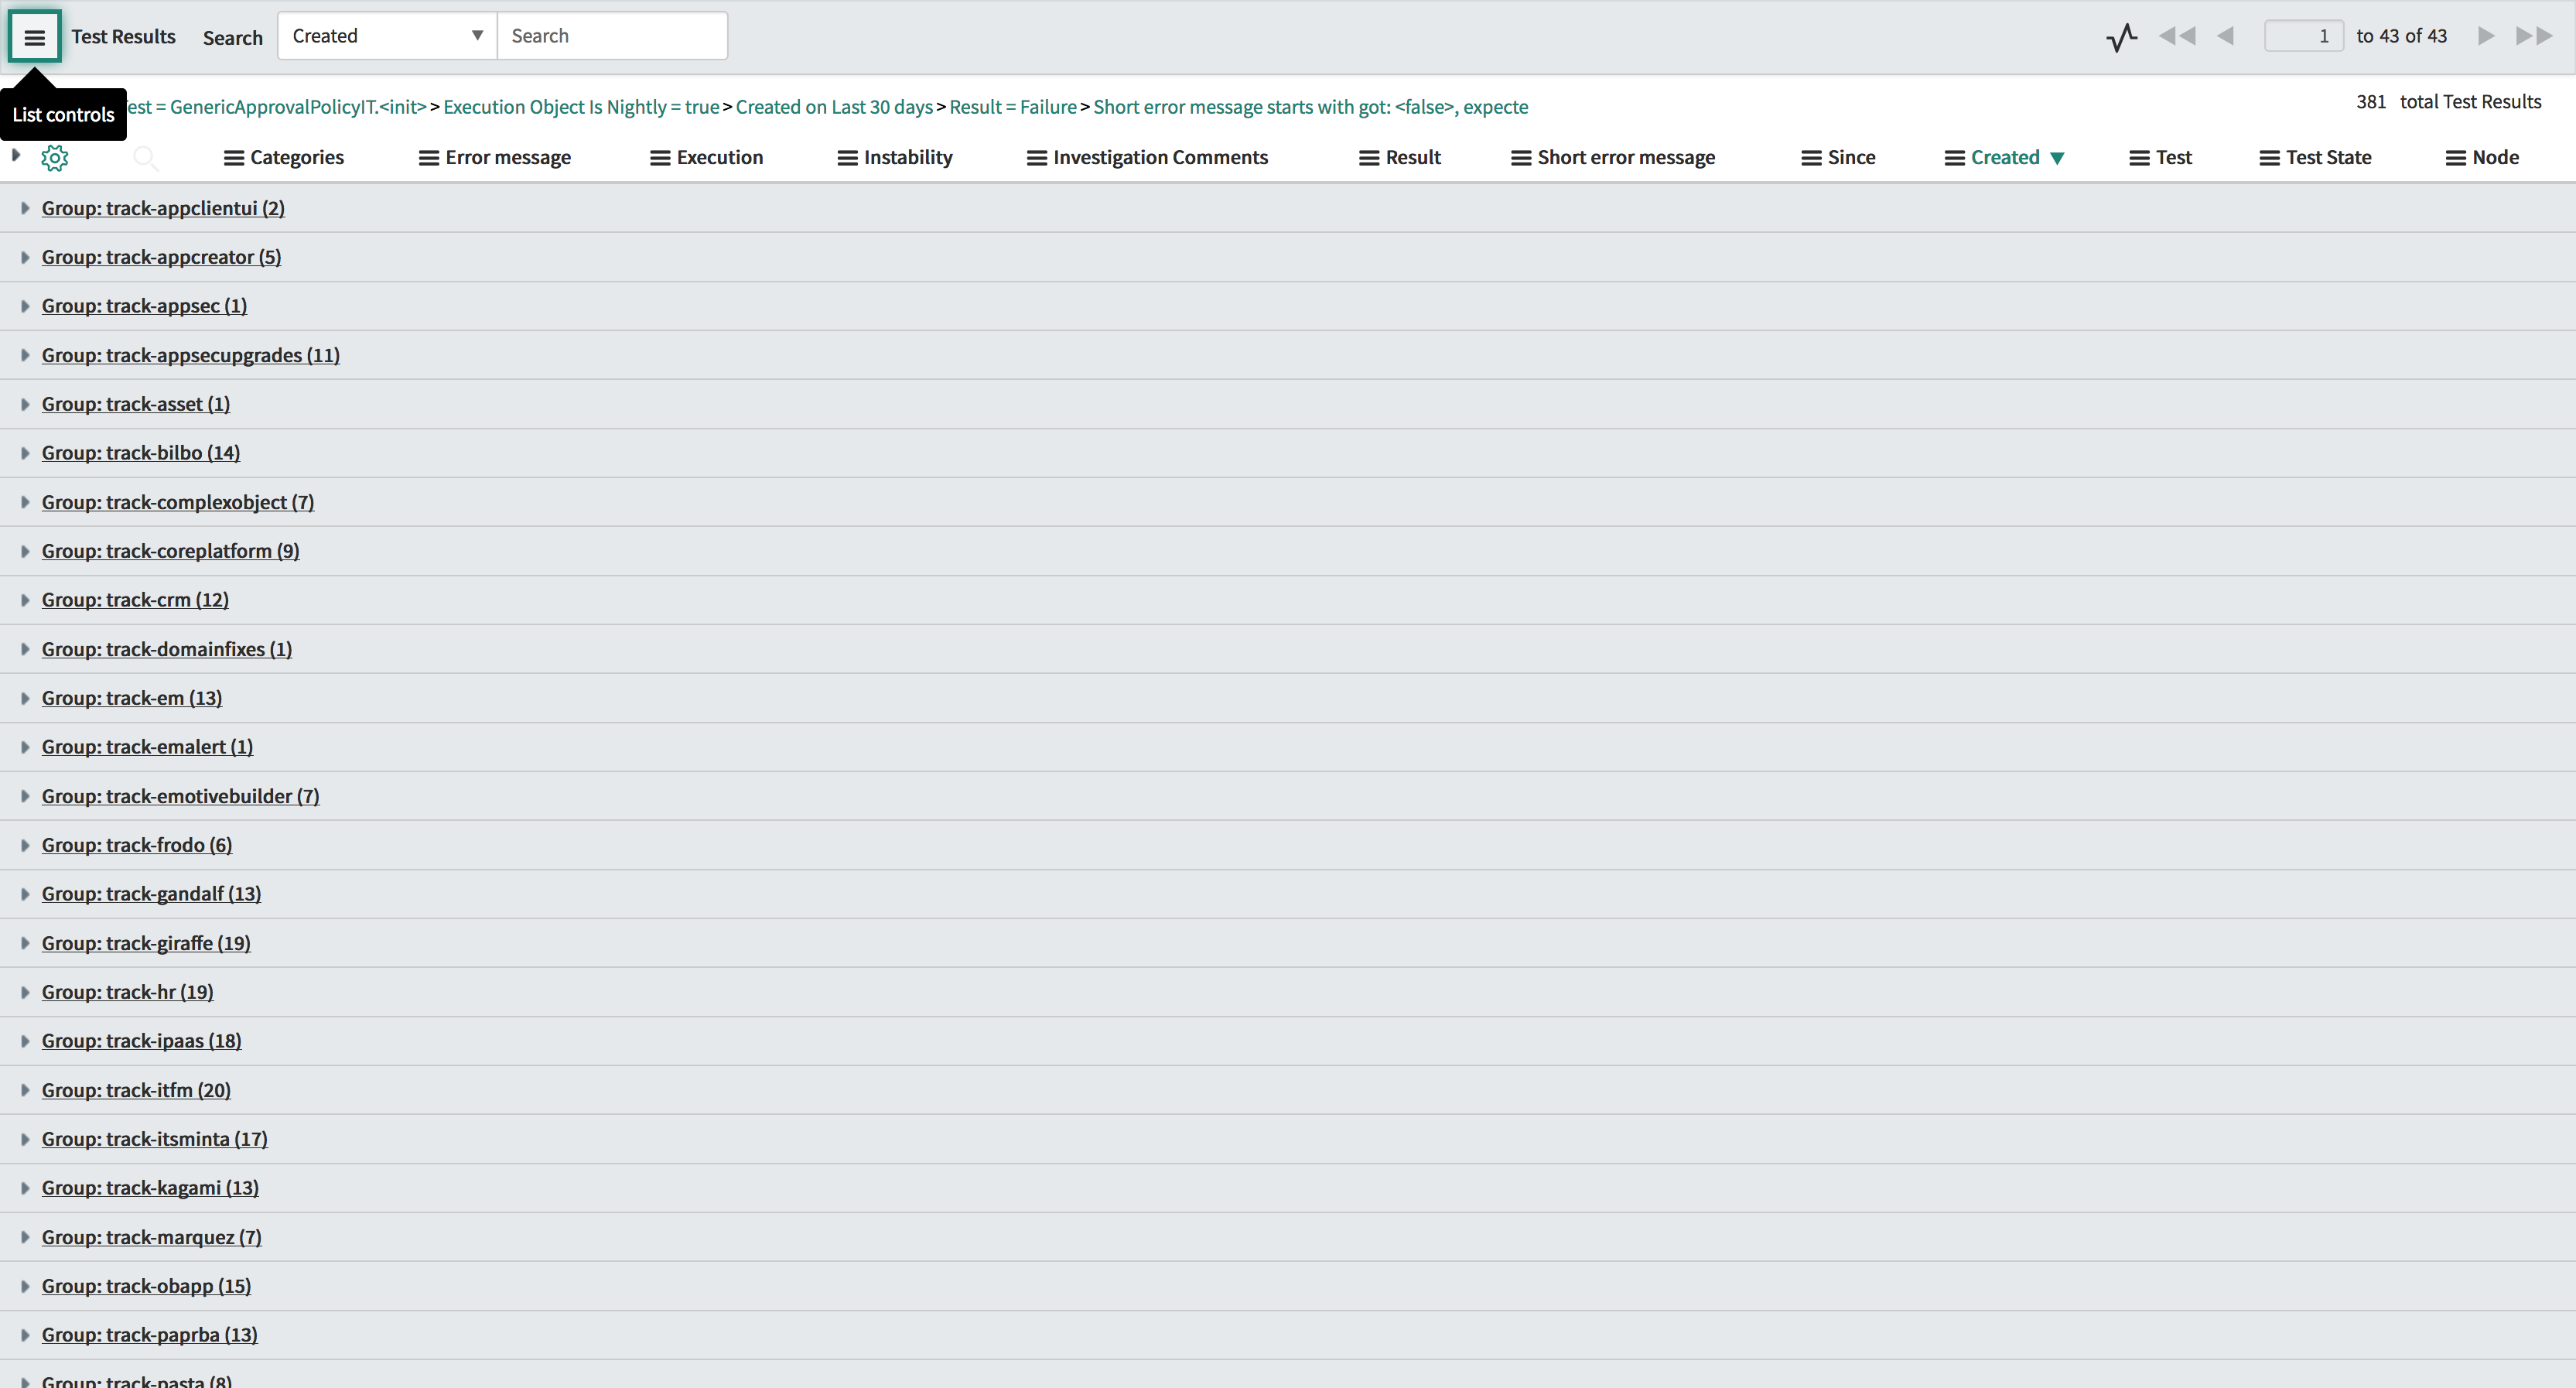 Test Results Search Created Search 1 to 43 of 43
List controls
est = GenericApprovalPolicyIT.<init> > Execution Object Is Nightly = true > Created on Last 30 days > Result = Failure > Short error message starts with got: <false>, expecte
381 total Test Results
Categories Error message Execution Instability Investigation Comments Result Short error message Since Created Test Test State Node
Group: track-appclientui (2)
Group: track-appcreator (5)
Group: track-appsec (1)
Group: track-appsecupgrades (11)
Group: track-asset (1)
Group: track-bilbo (14)
Group: track-complexobject (7)
Group: track-coreplatform (9)
Group: track-crm (12)
Group: track-domainfixes (1)
Group: track-em (13)
Group: track-emalert (1)
Group: track-emotivebuilder (7)
Group: track-frodo (6)
Group: track-gandalf (13)
Group: track-giraffe (19)
Group: track-hr (19)
Group: track-ipaas (18)
Group: track-itfm (20)
Group: track-itsminta (17)
Group: track-kagami (13)
Group: track-marquez (7)
Group: track-obapp (15)
Group: track-paprba (13)
Group: track-pasta (8)